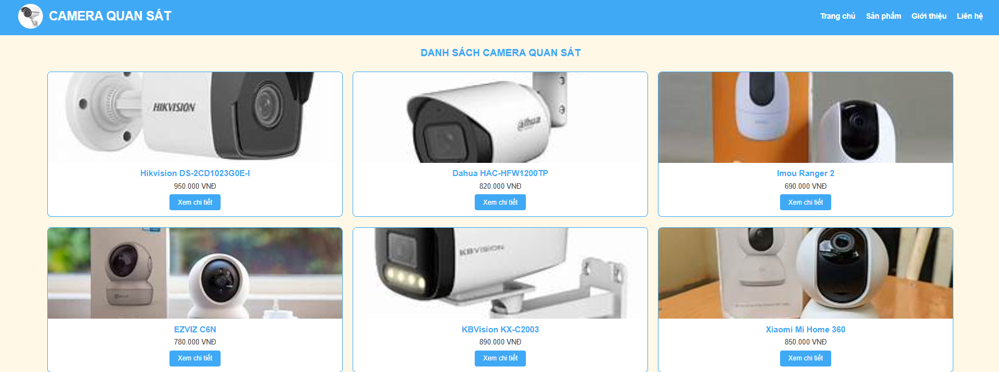 CAMERA QUAN SÁT
Trang chủ Sản phẩm Giới thiệu Liên hệ
DANH SÁCH CAMERA QUAN SÁT
HIKVISION
alhua
Hikvision DS-2CD1023G0E-I
950.000 VNĐ
Xem chi tiết
Dahua HAC-HFW1200TP
820.000 VNĐ
Xem chi tiết
Imou Ranger 2
690.000 VNĐ
Xem chi tiết
KBVISION
EZVIZ C6N
780.000 VNĐ
Xem chi tiết
KBVision KX-C2003
890.000 VNĐ
Xem chi tiết
Xiaomi Mi Home 360
850.000 VNĐ
Xem chi tiết